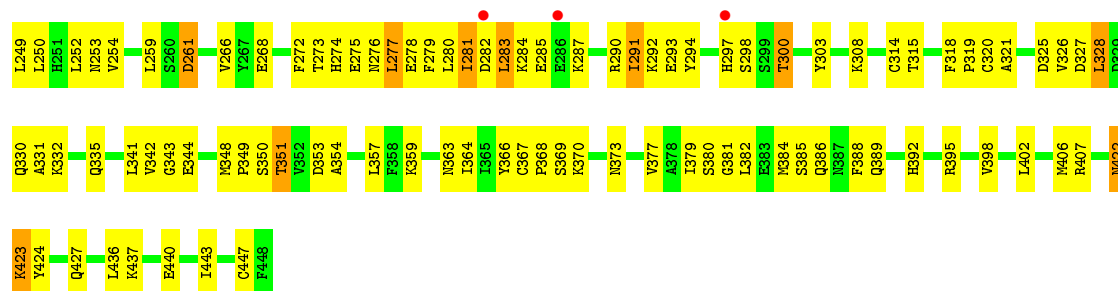 L249 L250 H251 L252 N253 V254 L259 S260 D261 V266 Y267 E268 F272 T273 H274 E275 N276 L277 E278 F279 L280 I281 D282 L283 K284 E285 E286 K287 R290 I291 K292 E293 Y294 H297 S298 S299 T300 Y303 K308 C314 T315 F318 P319 C320 A321 D325 V326 D327 L328 D329
Q330 A331 K332 Q335 L341 V342 G343 E344 M348 P349 S350 T351 V352 D353 A354 L357 F358 K359 N363 I364 I365 Y366 C367 P368 S369 K370 N373 V377 A378 I379 S380 G381 L382 E383 M384 S385 Q386 N387 F388 Q389 H392 R395 V398 L402 M406 R407
K423 Y424 Q427 L436 K437 E440 I443 C447 F448